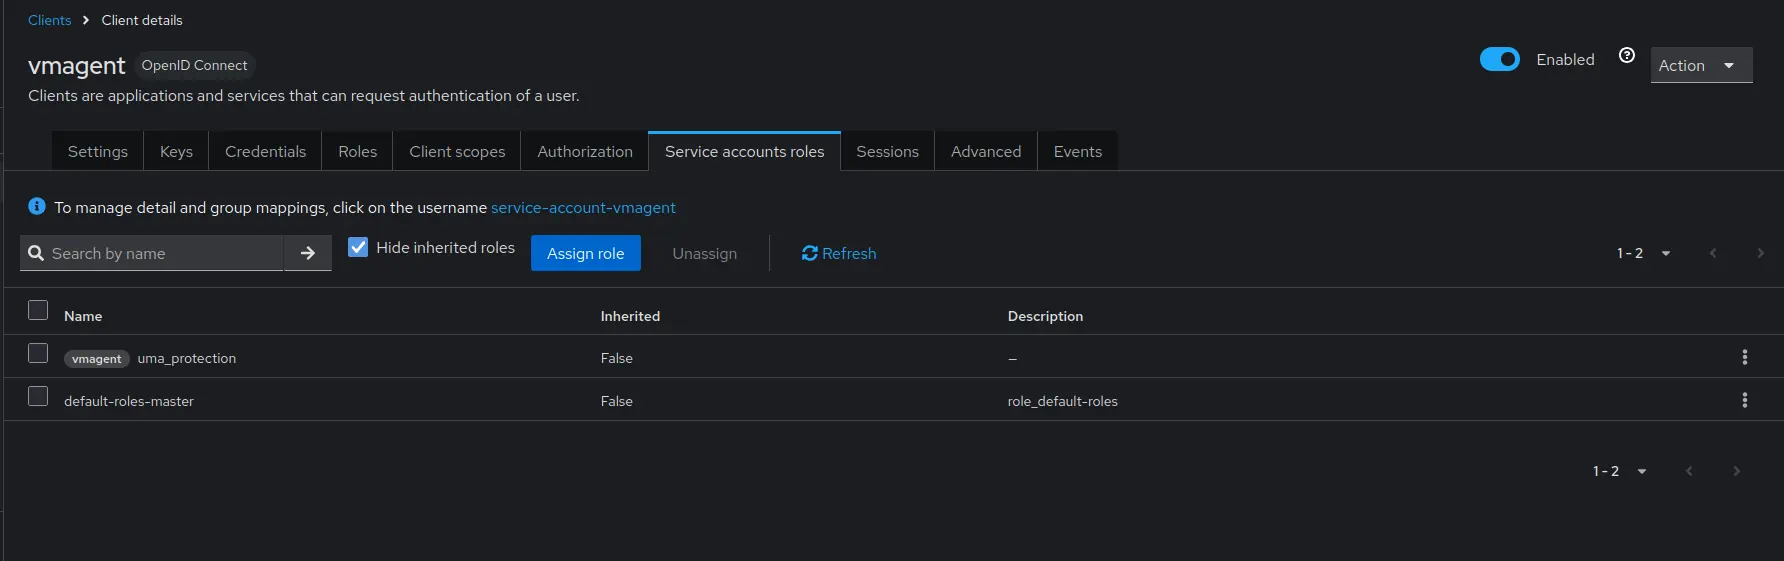 Clients > Client details
vmagent OpenID Connect
Enabled
Action
Clients are applications and services that can request authentication of a user.
Settings Keys Credentials Roles Client scopes Authorization Service accounts roles Sessions Advanced Events
To manage detail and group mappings, click on the username service-account-vmagent
Search by name Hide inherited roles Assign role Unassign Refresh 1 - 2
Name Inherited Description
vmagent uma_protection False —
default-roles-master False role_default-roles
1 - 2